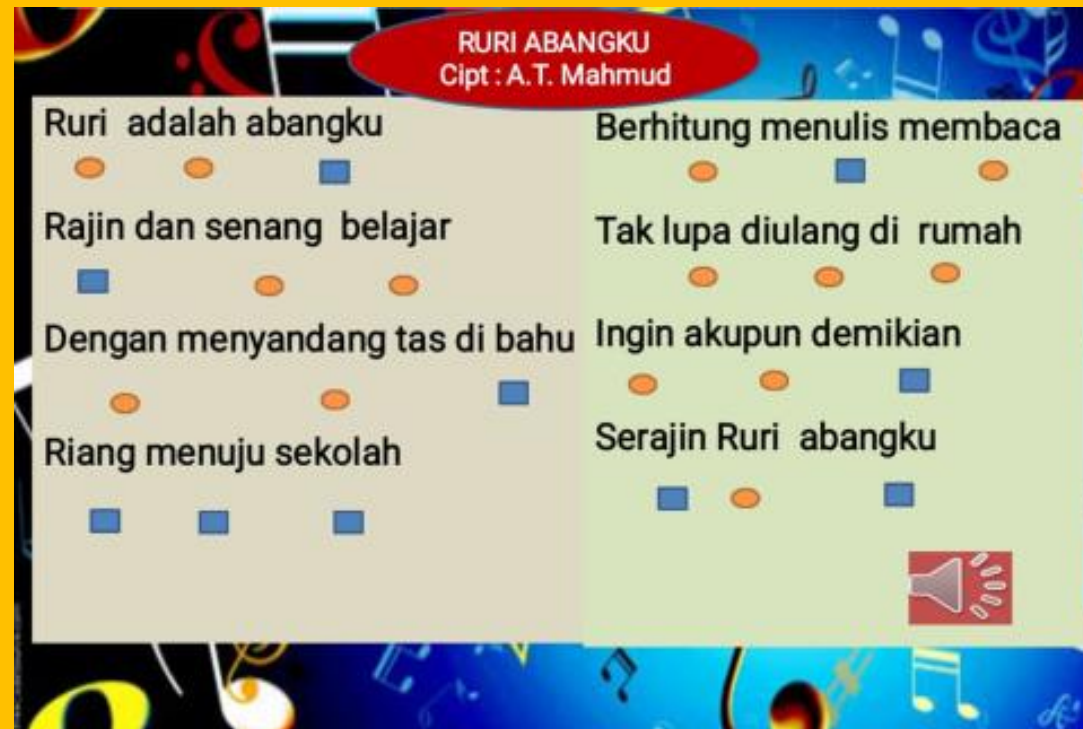 RURI ABANGKU
Cipt : A.T. Mahmud
Ruri adalah abangku
Rajin dan senang belajar
Dengan menyandang tas di bahu
Riang menuju sekolah
Berhitung menulis membaca
Tak lupa diulang di rumah
Ingin akupun demikian
Serajin Ruri abangku